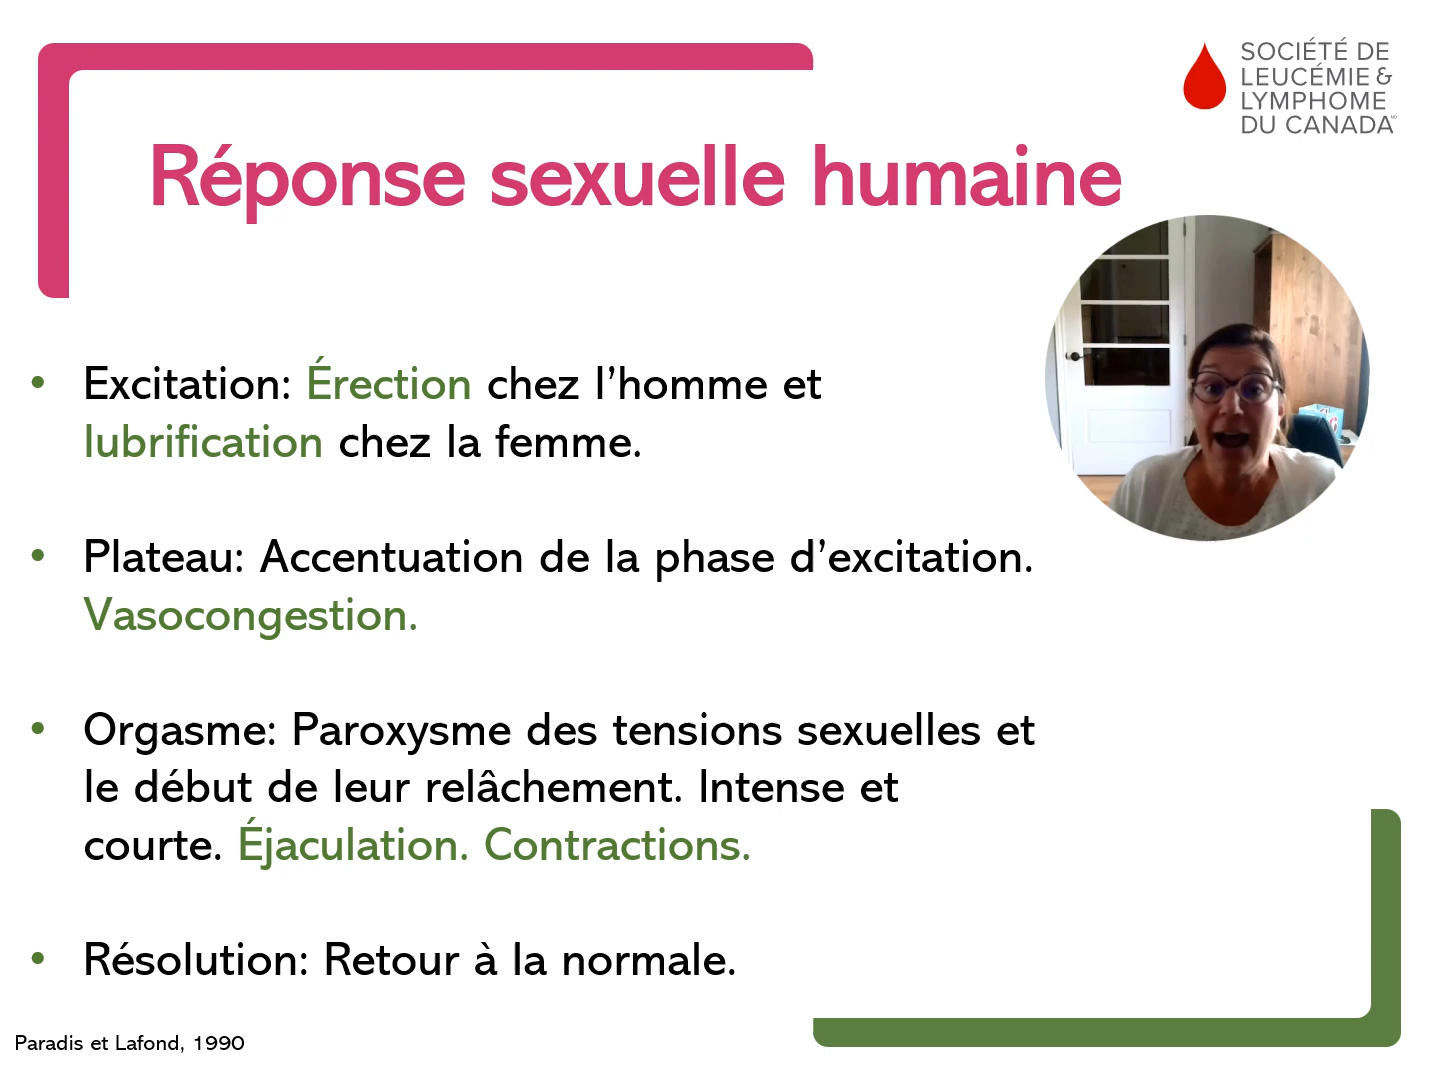 SOCIÉTÉ DE
LEUCÉMIE &
LYMPHOME
DU CANADA
Réponse sexuelle humaine
• Excitation: Érection chez l’homme et
lubrification chez la femme.
• Plateau: Accentuation de la phase d’excitation.
Vasocongestion.
• Orgasme: Paroxysme des tensions sexuelles et
le début de leur relâchement. Intense et
courte. Éjaculation. Contractions.
• Résolution: Retour à la normale.
Paradis et Lafond, 1990